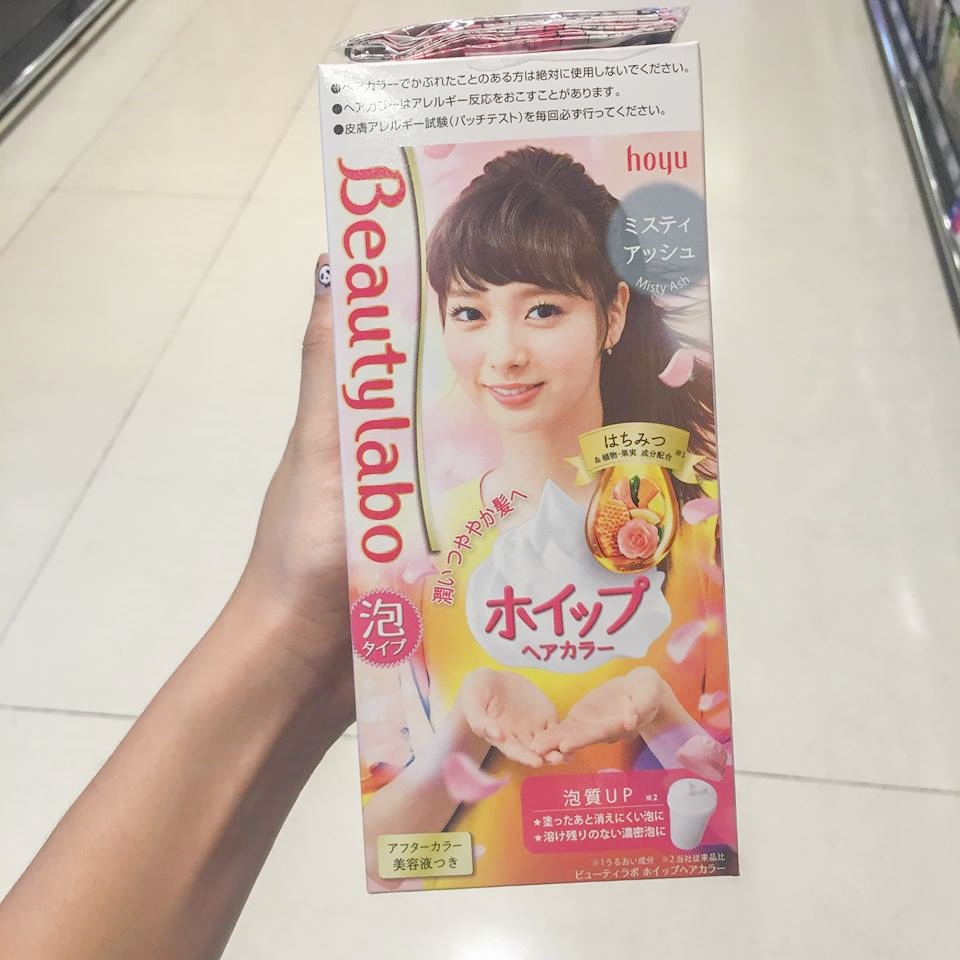 ●ヘアカラーでかぶれたことのある方は絶対に使用しないでください。
●ヘアカラーはアレルギー反応をおこすことがあります。
●皮膚アレルギー試験(パッチテスト)を毎回必ず行ってください。
hoyu
Beautylabo
ミスティ
アッシュ
Misty Ash
はちみつ
&植物・果実 成分配合 ※1
潤いつややか髪へ
ホイップ
ヘアカラー
泡
タイプ
泡質UP ※2
★塗ったあと消えにくい泡に
★溶け残りのない濃密泡に
アフターカラー
美容液つき
※1うるおい成分 ※2当社従来品比
ビューティラボ ホイップヘアカラー